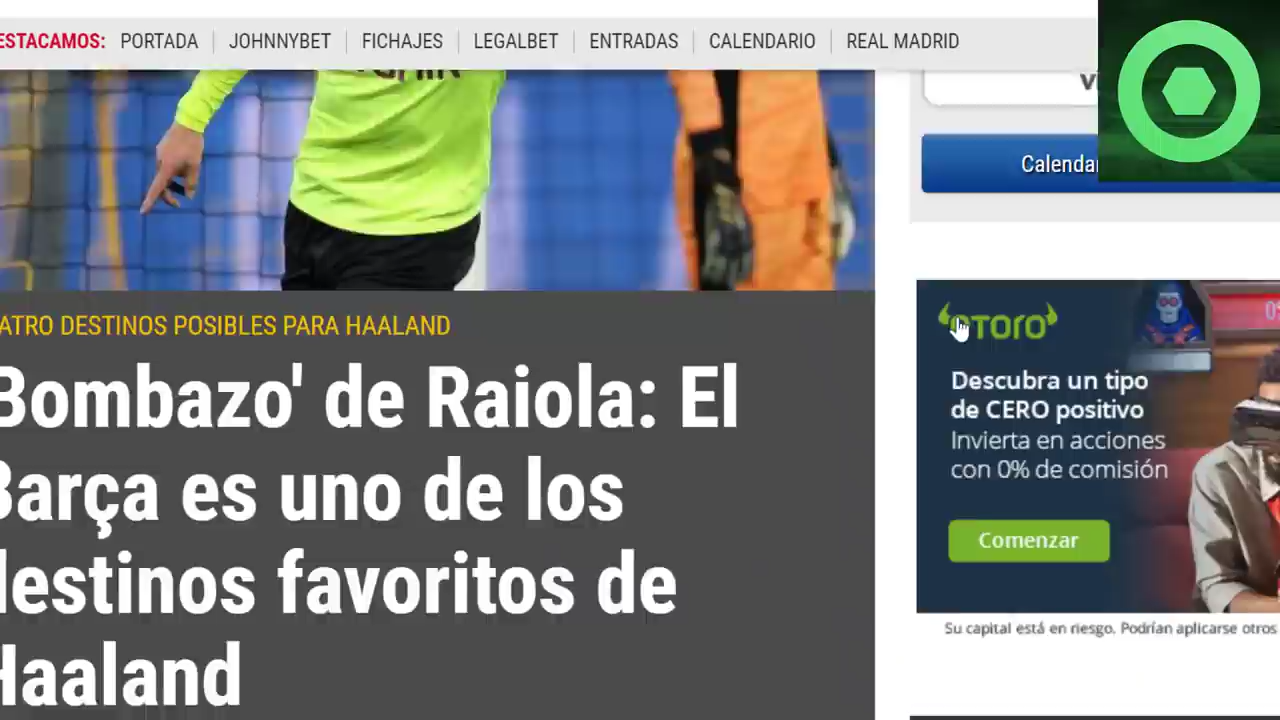 ESTACAMOS: PORTADA JOHNNYBET FICHAJES LEGALBET ENTRADAS CALENDARIO REAL MADRID
Calendar
ATRO DESTINOS POSIBLES PARA HAALAND
Bombazo' de Raiola: El
Barça es uno de los
destinos favoritos de
Haaland
eToro
Descubra un tipo
de CERO positivo
Invierta en acciones
con 0% de comisión
Comenzar
Su capital está en riesgo. Podrían aplicarse otros